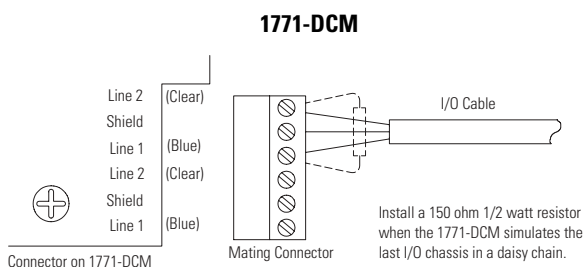 1771-DCM
Line 2 (Clear)
Shield
Line 1 (Blue)
Line 2 (Clear)
Shield
Line 1 (Blue)
Connector on 1771-DCM
Mating Connector
I/O Cable
Install a 150 ohm 1/2 watt resistor
when the 1771-DCM simulates the
last I/O chassis in a daisy chain.